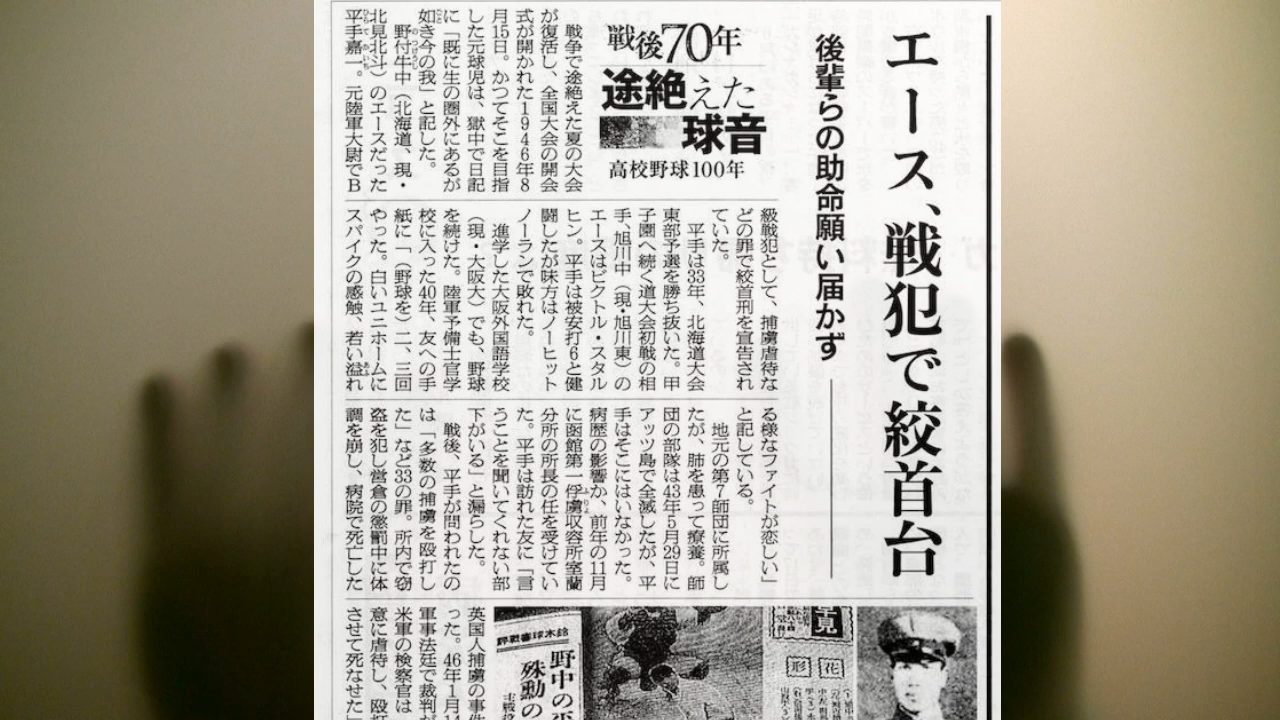 エース、戦犯で絞首台
後輩らの助命願い届かず
戦後70年
途絶えた
球音
高校野球100年
戦争で途絶えた夏の大会
が復活し、全国大会の開会
式が開かれた1946年8
月15日。かつてそこを目指
した元球児は、獄中で日記
に「既に生の圏外にあるが
如き今の我」と記した。
野付牛中(北海道、現・
北見北斗)のエースだった
平手嘉一。元陸軍大尉でB
級戦犯として、捕虜虐待な
どの罪で絞首刑を宣告され
ていた。
平手は33年、北海道大会
東部予選を勝ち抜いた。甲
子園へ続く道大会初戦の相
手、旭川中(現・旭川東)の
エースはビクトル・スタル
ヒン。平手は被安打6と健
闘したが味方はノーヒット
ノーランで敗れた。
進学した大阪外国語学校
(現・大阪大)でも、野球
を続けた。陸軍予備士官学
校に入った40年、友への手
紙に「(野球を)二、三回
やった。白いユニホームに
スパイクの感触、若い溢れ
る様なファイトが恋しい」
と記している。
地元の第7師団に所属し
たが、肺を患って療養。師
団の部隊は43年5月29日に
アッツ島で全滅したが、平
手はそこにはいなかった。
病歴の影響か、前年の11月
に函館第一俘虜収容所室蘭
分所の所長の任を受けてい
た。平手は訪れた友に「言
うことを聞いてくれない部
下がいる」と漏らした。
戦後、平手が問われたの
は「多数の捕虜を殴打し
た」など33の罪。所内で窃
盗を犯し営倉の懲罰中に体
調を崩し、病院で死亡した
英国人捕虜の事件
った。46年1月14
軍事法廷で裁判が
米軍の検察官は
意に虐待し、殴打
させて死なせた」
野中の
殊勲の
花形